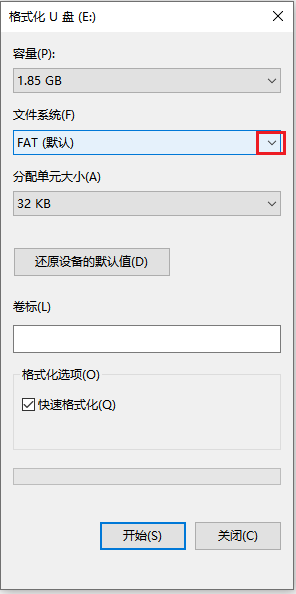 格式化 U 盘 (E:)
容量(P):
1.85 GB
文件系统(F)
FAT (默认)
分配单元大小(A)
32 KB
还原设备的默认值(D)
卷标(L)
格式化选项(O)
快速格式化(Q)
开始(S)
关闭(C)